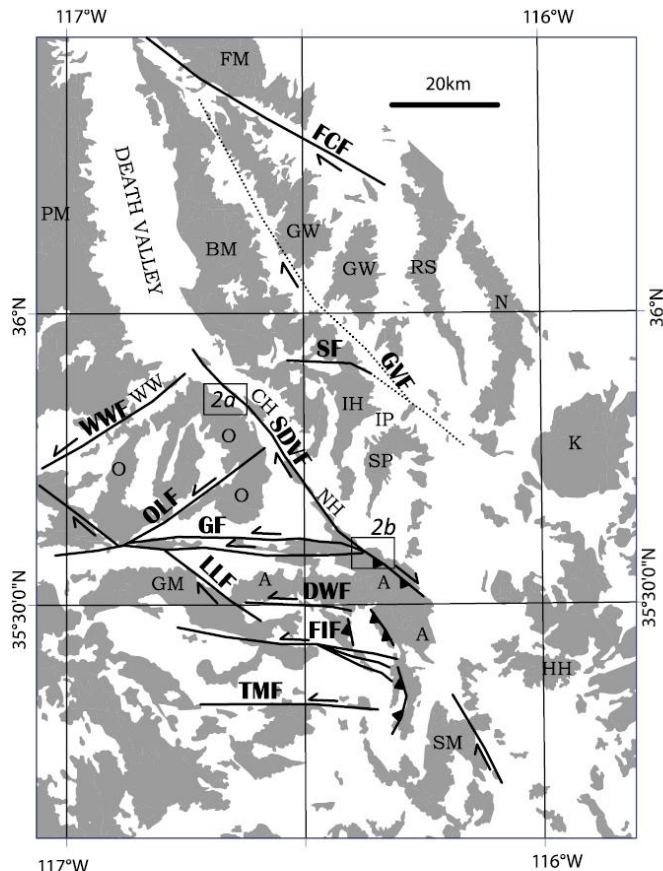 117°W
116°W
FM
20km
FCF
DEATH VALLEY
PM
GW
BM
GW
RS
N
36°N
36°N
SF
GVF
WW
WWF
2a
CH
IH
IP
SDVF
O
K
O
SP
O
OLF
NH
GF
2b
LLF
GM
A
A
DWF
35°30'0"N
35°30'0"N
FIF
A
HH
TMF
SM
117°W
116°W